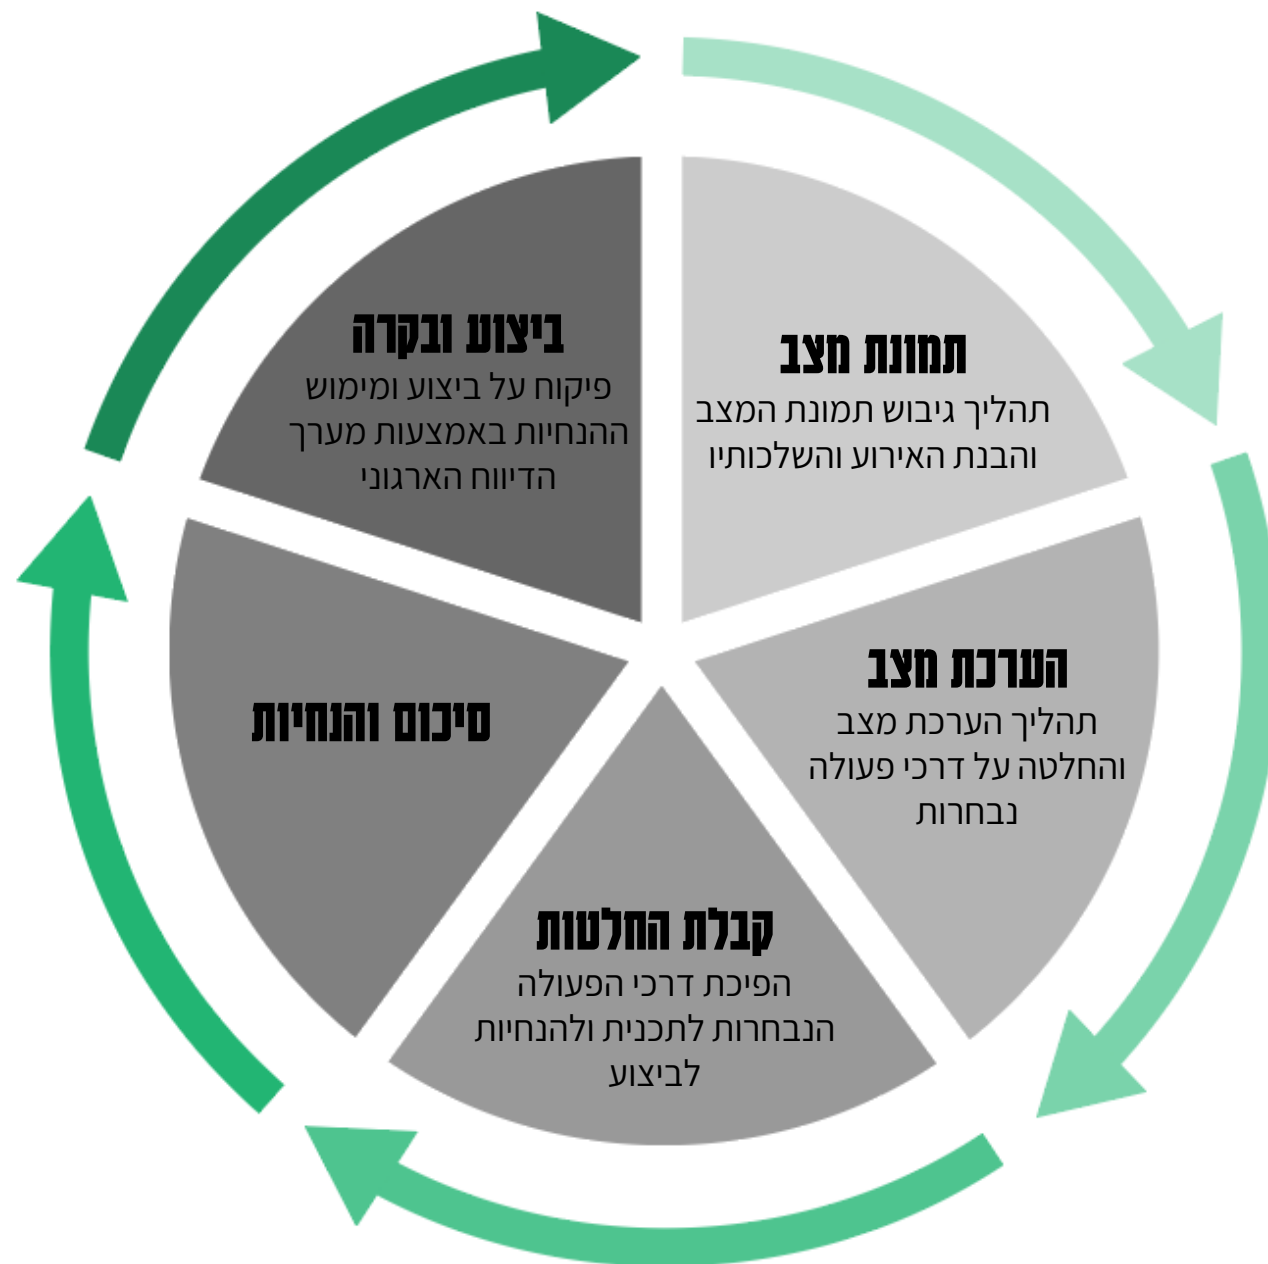 תמונת מצב
תהליך גיבוש תמונת המצב
והבנת האירוע והשלכותיו
הערכת מצב
תהליך הערכת מצב
והחלטה על דרכי פעולה
נבחרות
קבלת החלטות
הפיכת דרכי הפעולה
הנבחרות לתכנית ולהנחיות
לביצוע
סיכום והנחיות
ביצוע ובקרה
פיקוח על ביצוע ומימוש
ההנחיות באמצעות מערך
הדיווח הארגוני